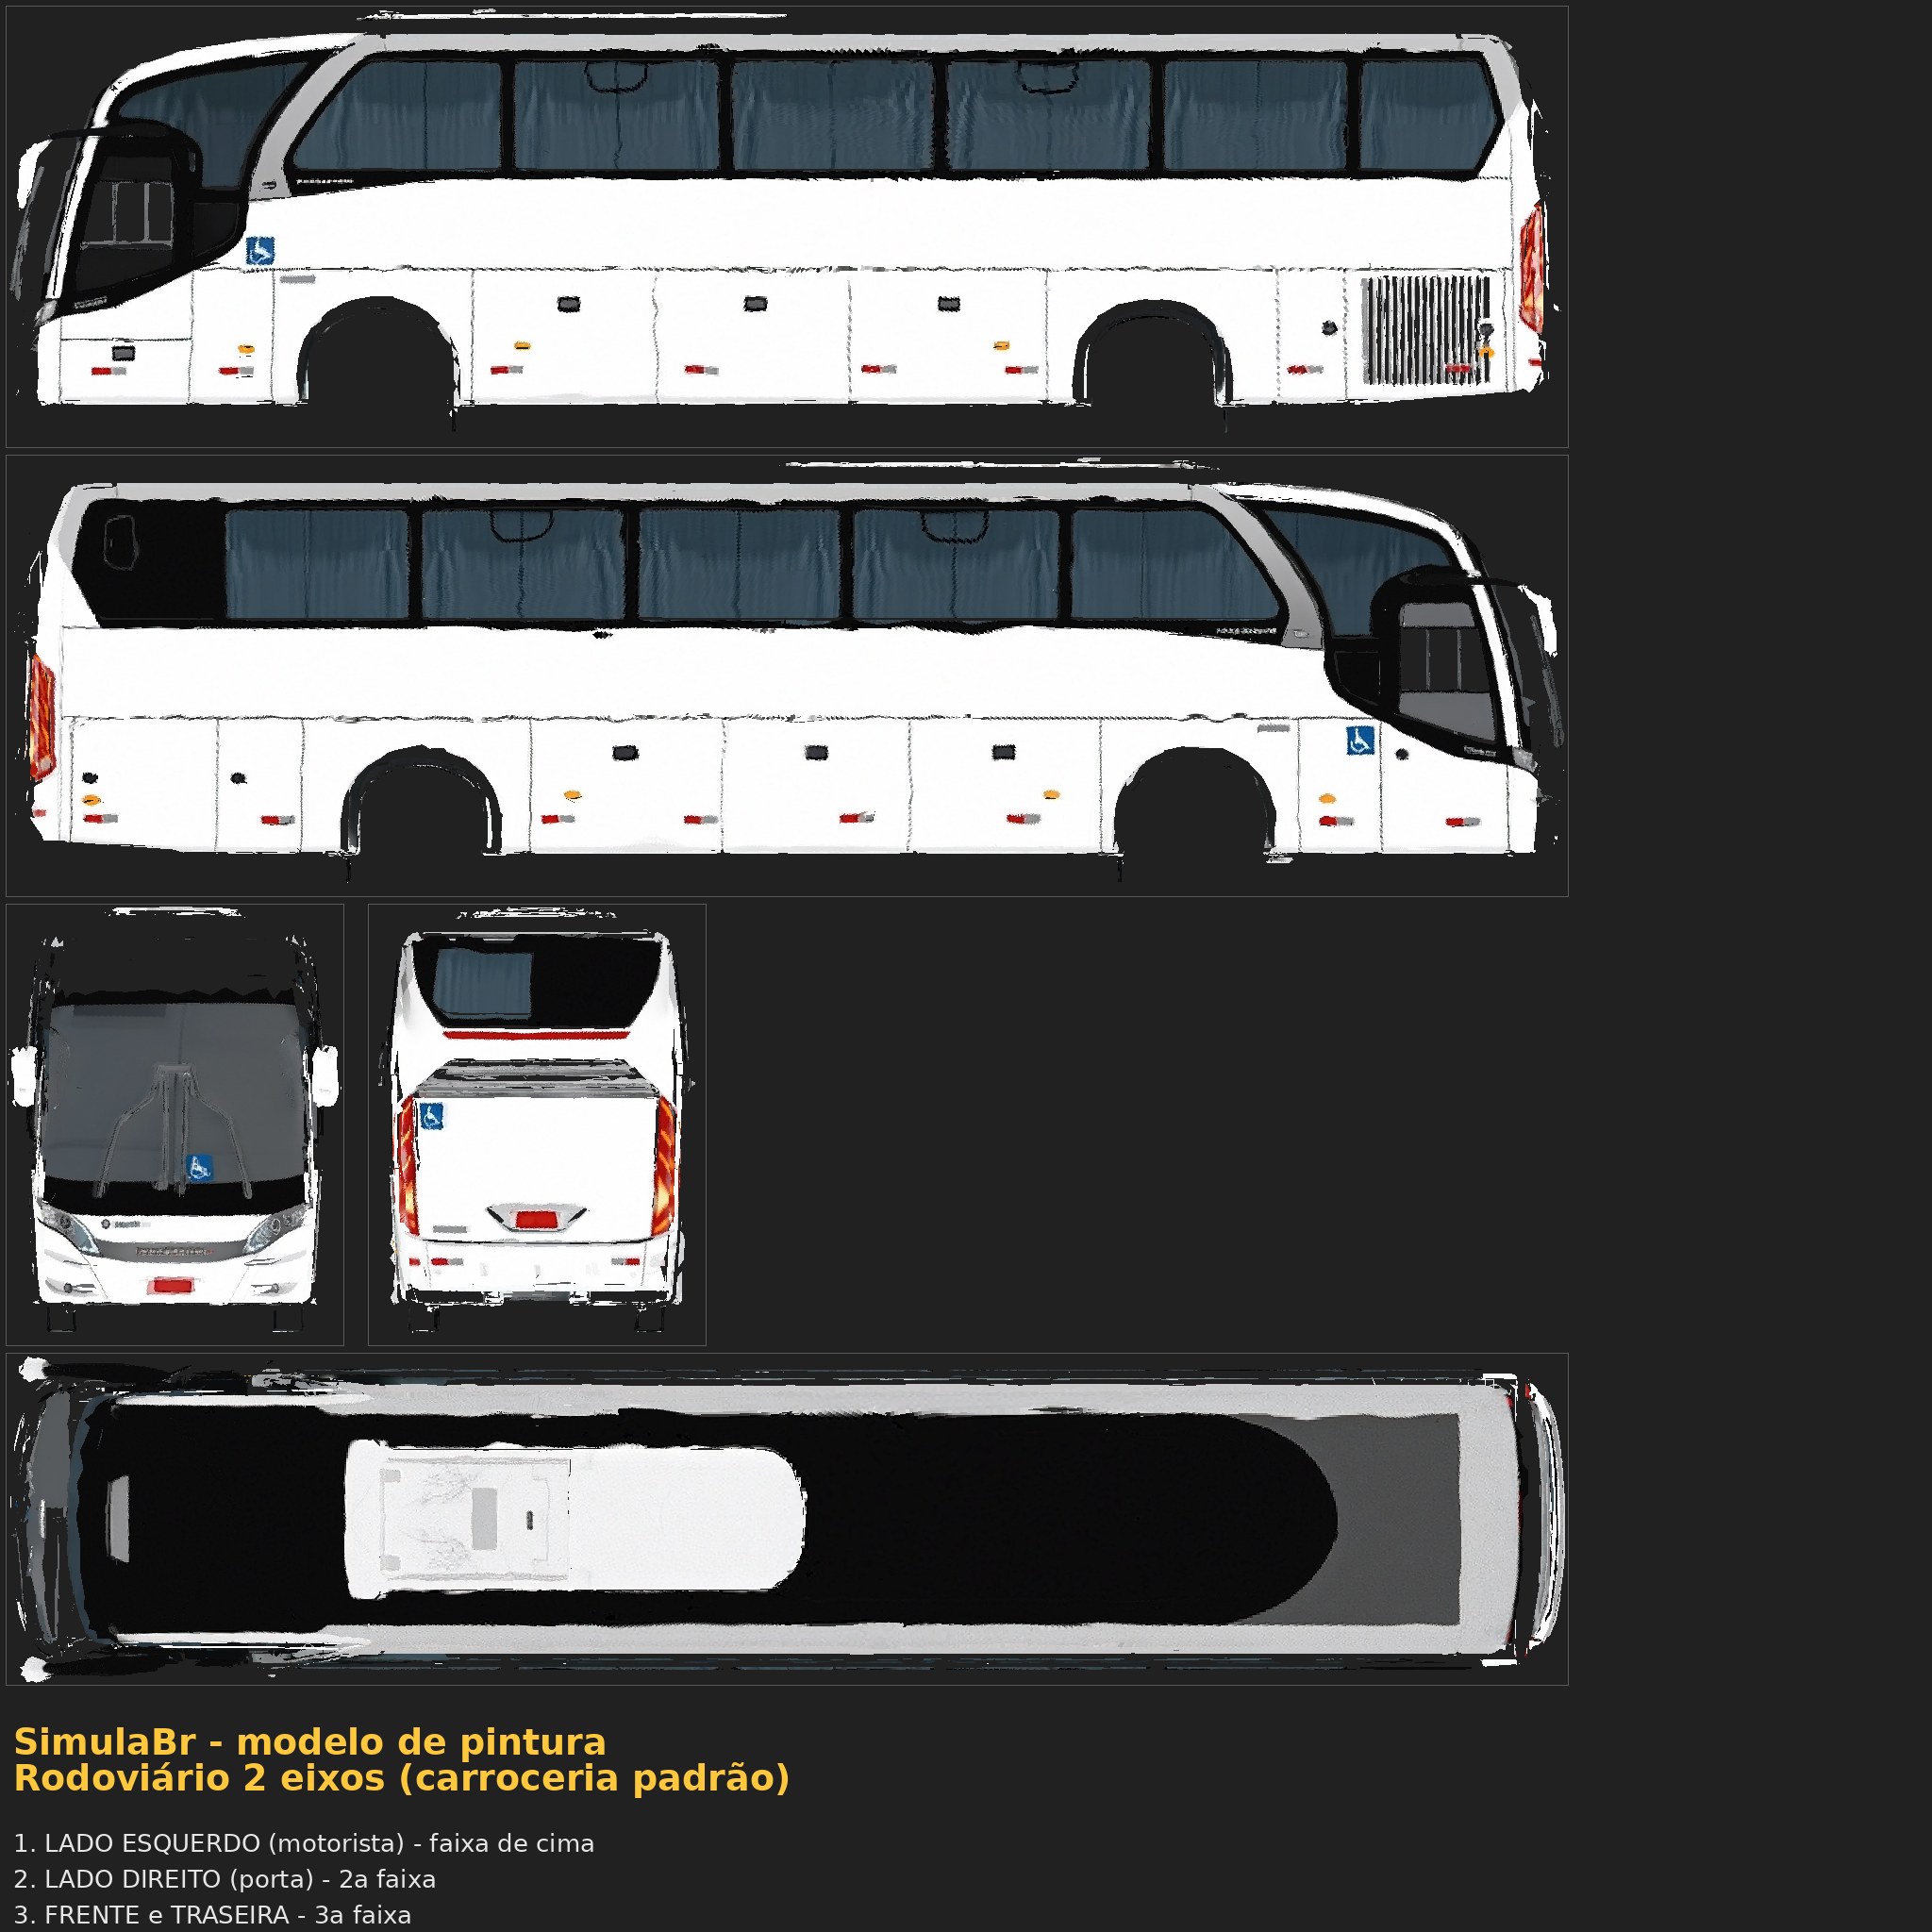 SimulaBr - modelo de pintura
Rodoviário 2 eixos (carroceria padrão)
1. LADO ESQUERDO (motorista) - faixa de cima
2. LADO DIREITO (porta) - 2a faixa
3. FRENTE e TRASEIRA - 3a faixa